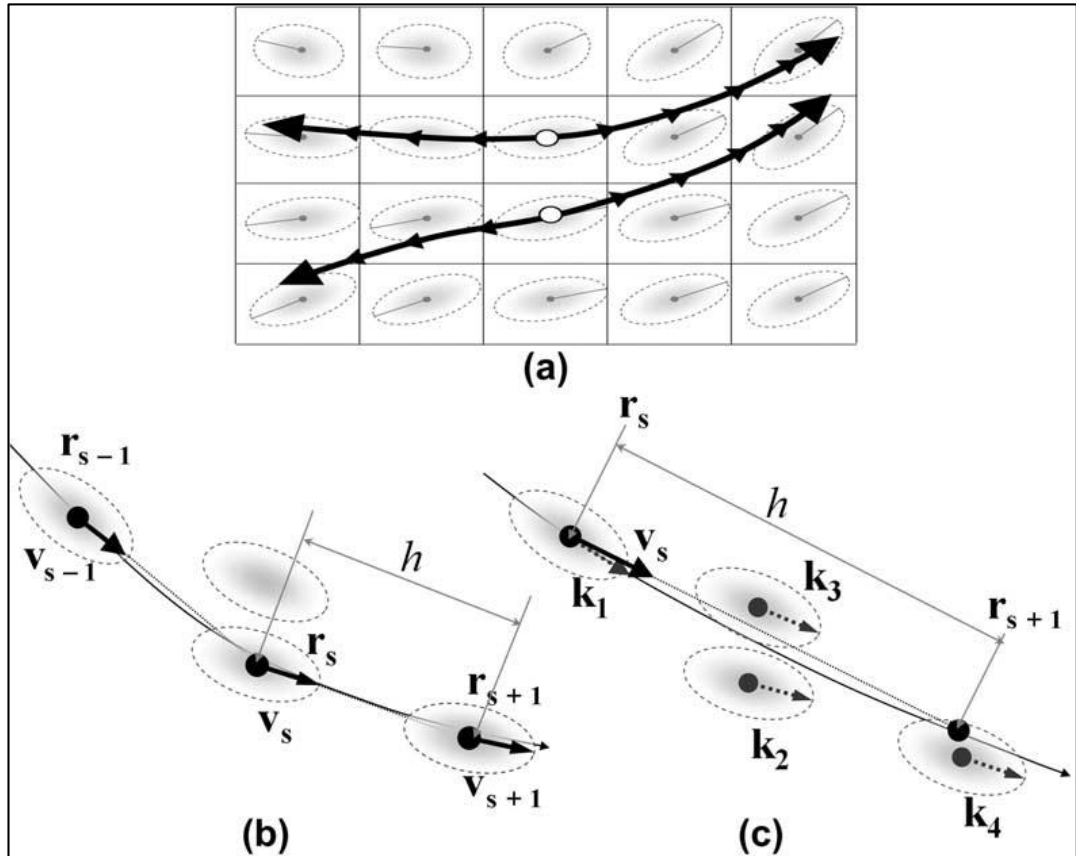 (a)
r_{s-1}
v_{s-1}
h
r_s
v_s
r_{s+1}
v_{s+1}
(b)
r_s
h
v_s
k_1
k_3
r_{s+1}
k_2
k_4
(c)